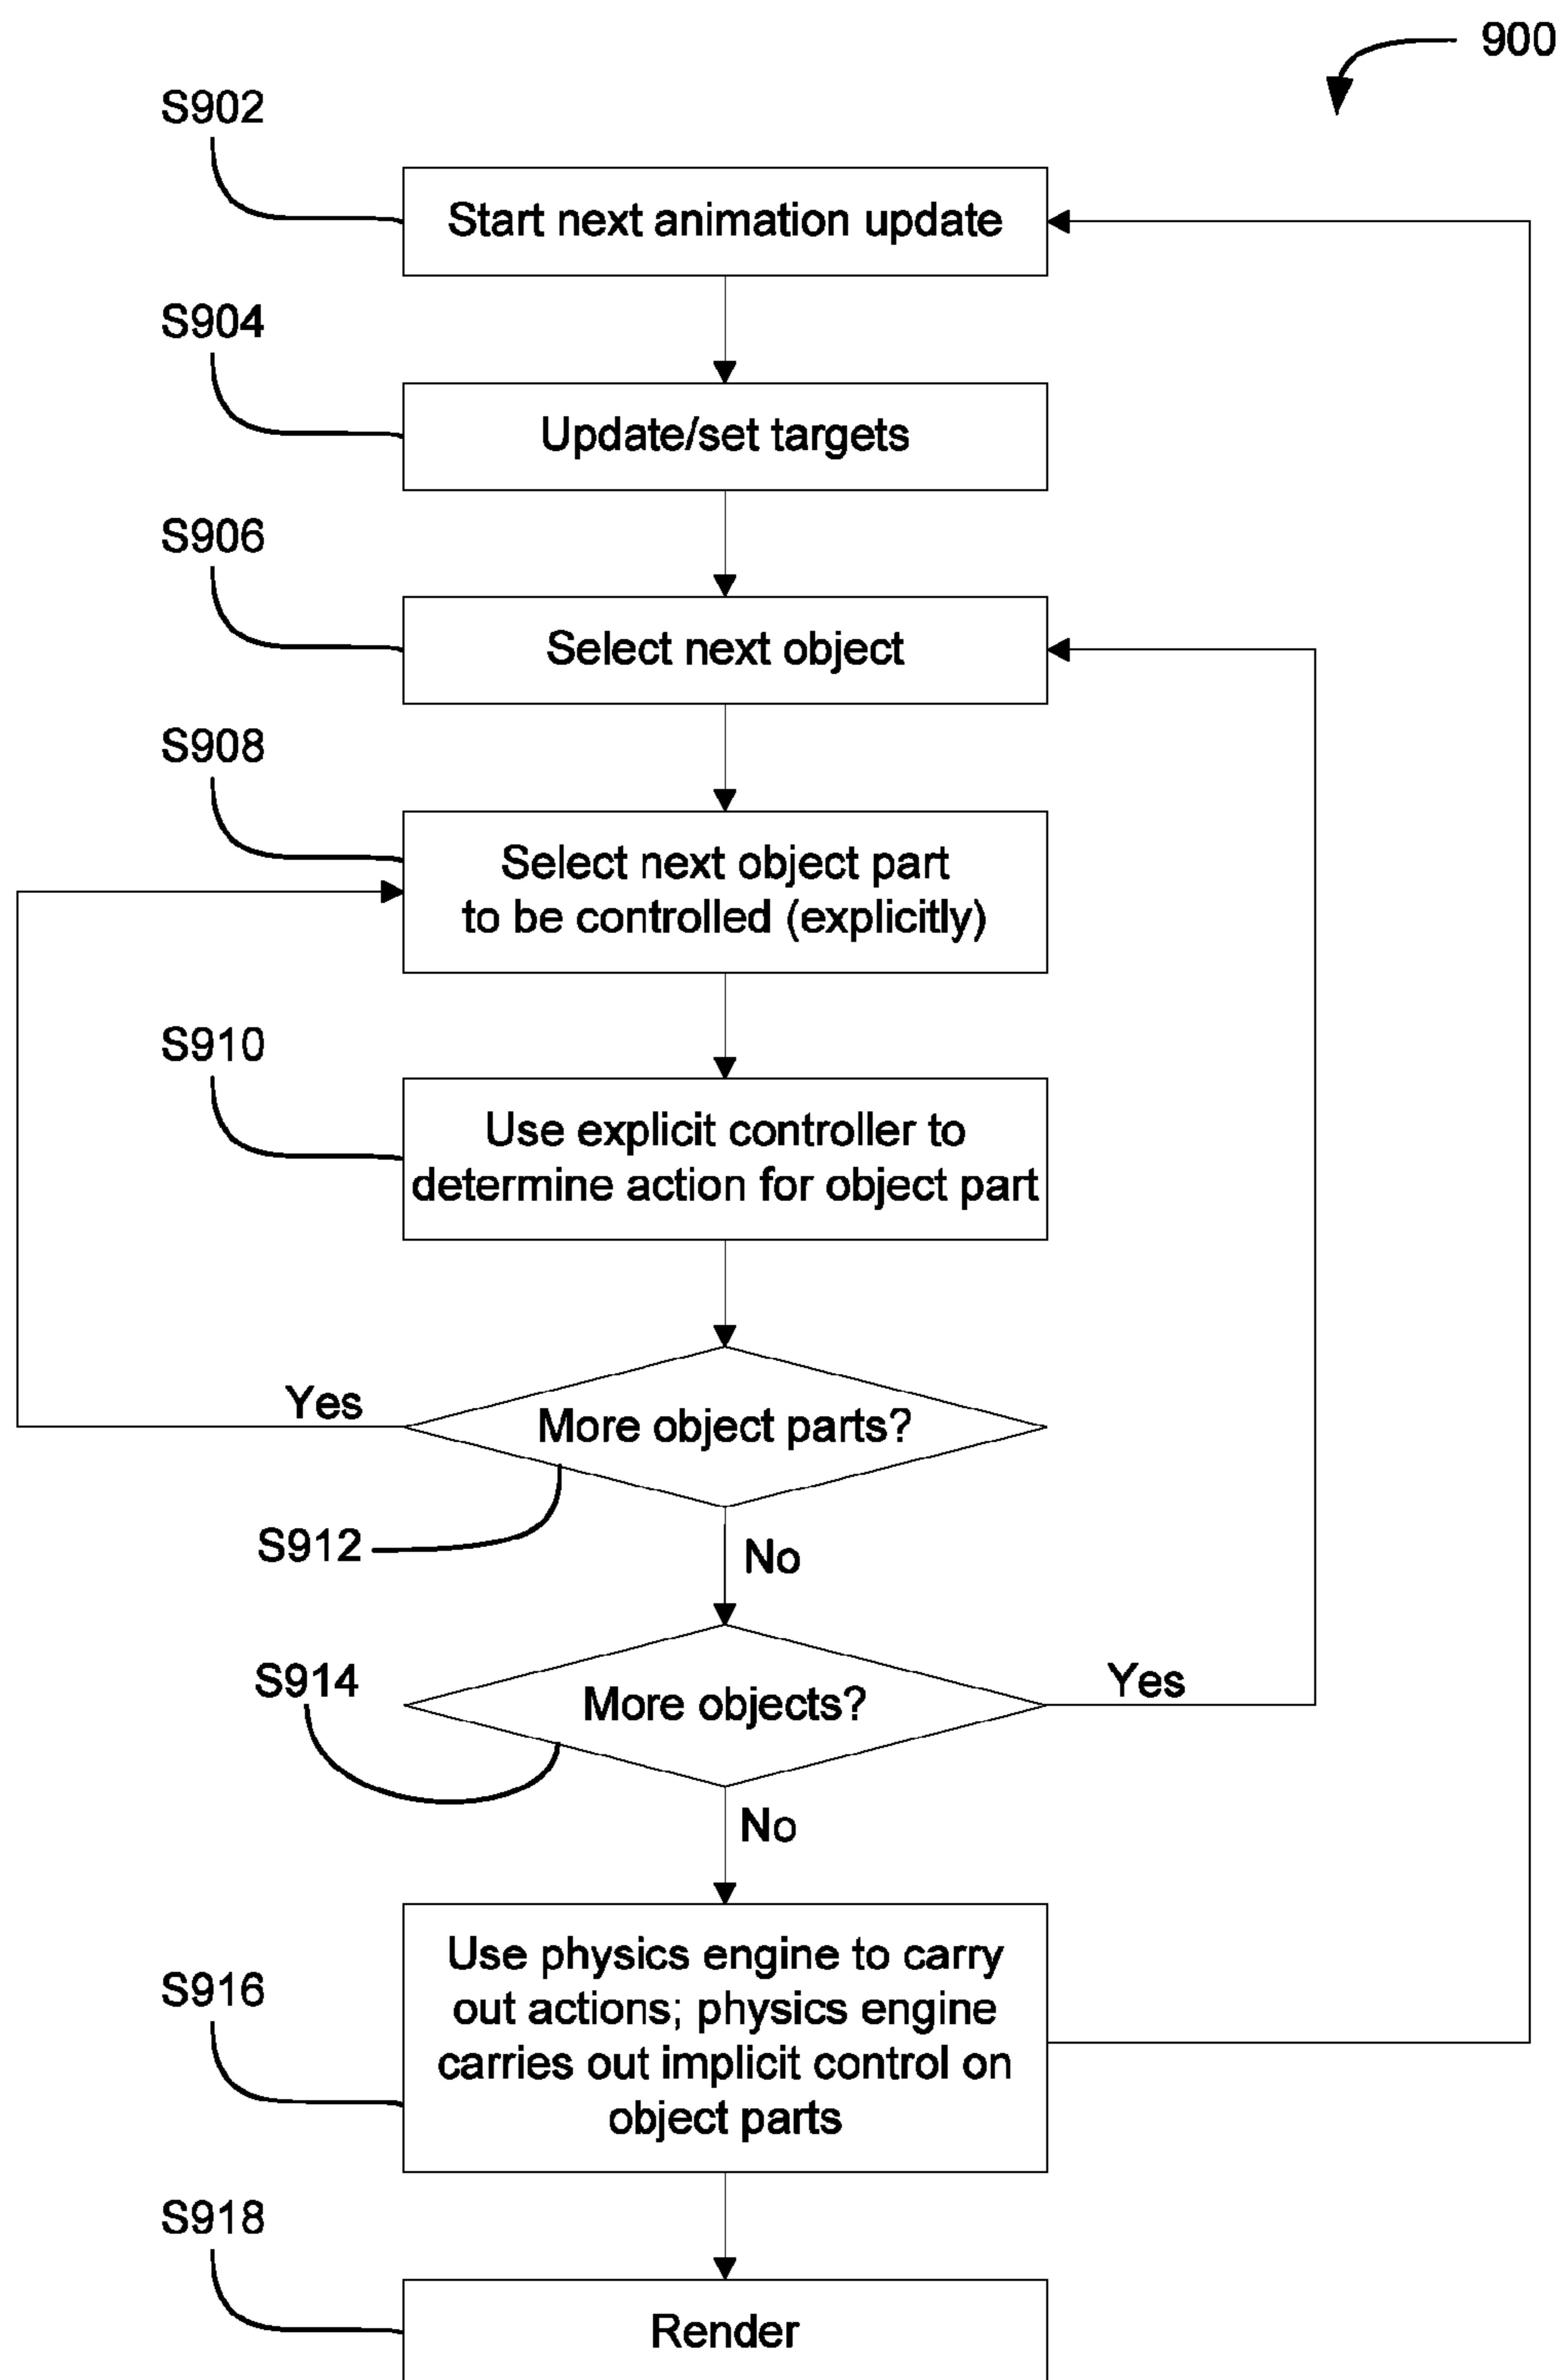 900
S902
Start next animation update
S904
Update/set targets
S906
Select next object
S908
Select next object part
to be controlled (explicitly)
S910
Use explicit controller to
determine action for object part
Yes
More object parts?
S912
No
S914
More objects?
Yes
No
Use physics engine to carry
out actions; physics engine
S916
carries out implicit control on
object parts
S918
Render